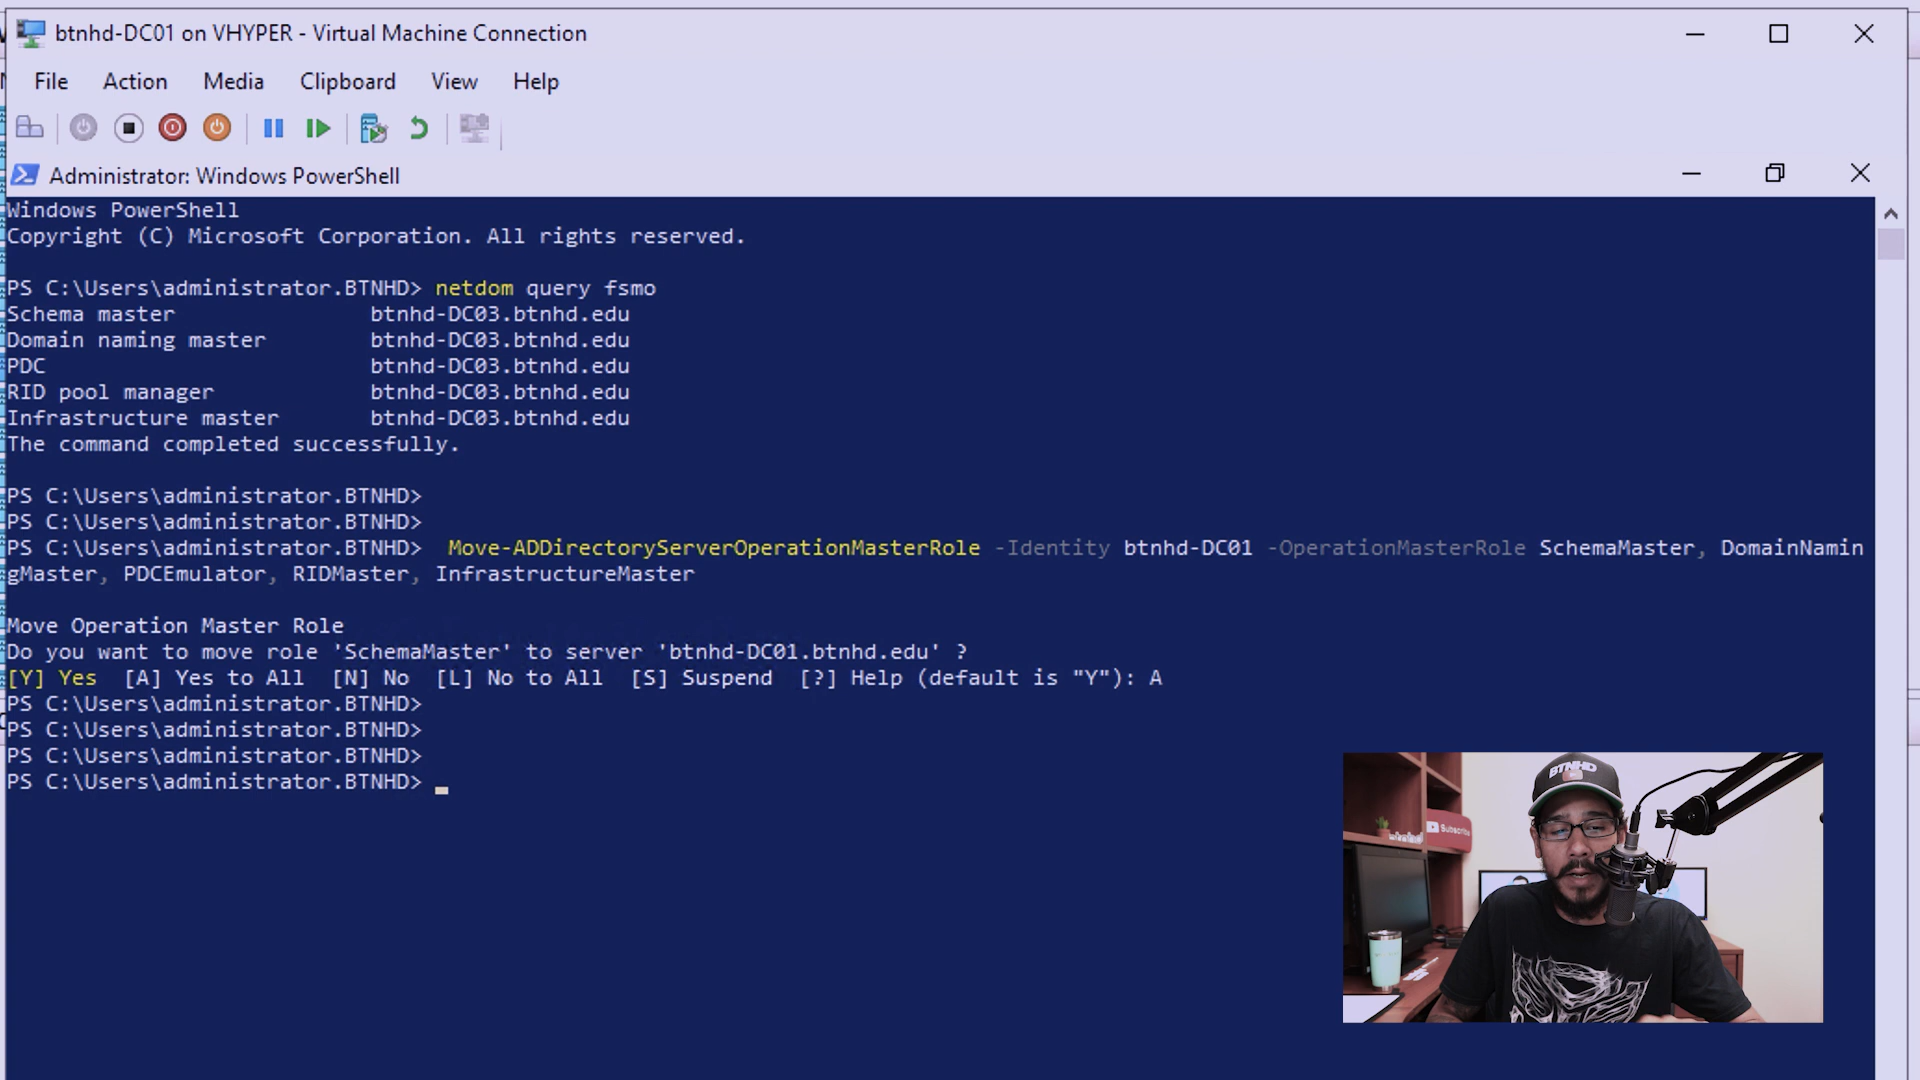 btnhd-DC01 on VHYPER - Virtual Machine Connection
File Action Media Clipboard View Help
Administrator: Windows PowerShell
Windows PowerShell
Copyright (C) Microsoft Corporation. All rights reserved.
PS C:\Users\administrator.BTNHD> netdom query fsmo
Schema master btnhd-DC03.btnhd.edu
Domain naming master btnhd-DC03.btnhd.edu
PDC btnhd-DC03.btnhd.edu
RID pool manager btnhd-DC03.btnhd.edu
Infrastructure master btnhd-DC03.btnhd.edu
The command completed successfully.
PS C:\Users\administrator.BTNHD>
PS C:\Users\administrator.BTNHD>
PS C:\Users\administrator.BTNHD> Move-ADDirectoryServerOperationMasterRole -Identity btnhd-DC01 -OperationMasterRole SchemaMaster, DomainNamin
gMaster, PDCEmulator, RIDMaster, InfrastructureMaster
Move Operation Master Role
Do you want to move role 'SchemaMaster' to server 'btnhd-DC01.btnhd.edu' ?
[Y] Yes [A] Yes to All [N] No [L] No to All [S] Suspend [?] Help (default is "Y"): A
PS C:\Users\administrator.BTNHD>
PS C:\Users\administrator.BTNHD>
PS C:\Users\administrator.BTNHD>
PS C:\Users\administrator.BTNHD>
BTNHD
Subscribe